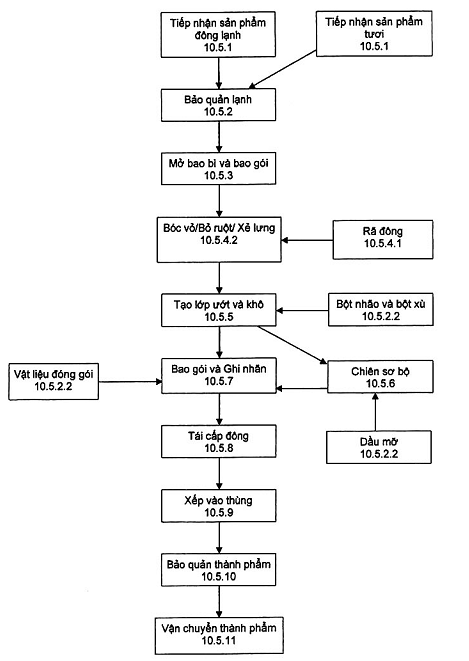 Tiếp nhận sản phẩm
đông lạnh
10.5.1
Tiếp nhận sản phẩm
tươi
10.5.1
Bảo quản lạnh
10.5.2
Mở bao bì và bao gói
10.5.3
Bóc vỏ/Bỏ ruột/ Xẻ lưng
10.5.4.2
Rã đông
10.5.4.1
Tạo lớp ướt và khô
10.5.5
Bột nhão và bột xù
10.5.2.2
Vật liệu đóng gói
10.5.2.2
Bao gói và Ghi nhãn
10.5.7
Chiên sơ bộ
10.5.6
Tái cấp đông
10.5.8
Dầu mỡ
10.5.2.2
Xếp vào thùng
10.5.9
Bảo quản thành phẩm
10.5.10
Vận chuyển thành phẩm
10.5.11